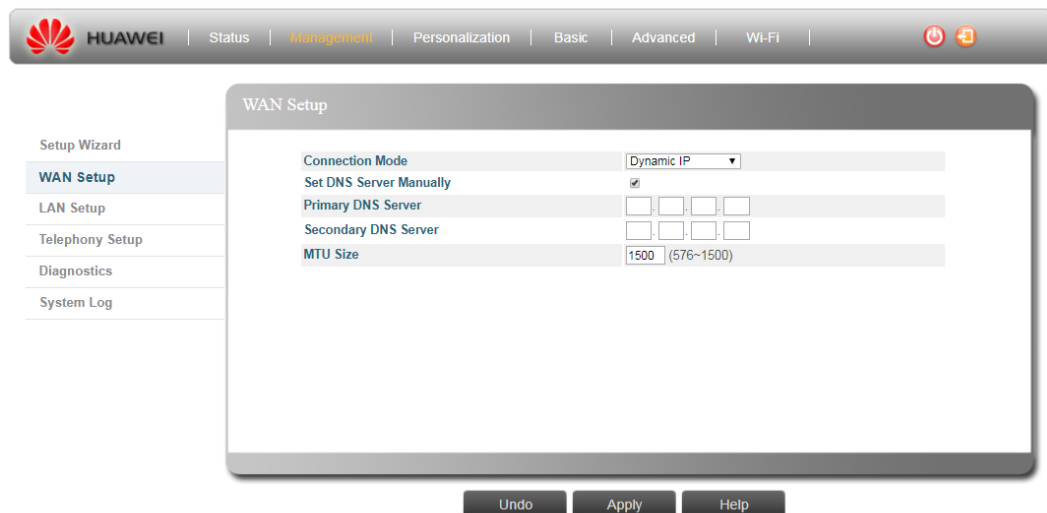 HUAWEI | Status | Management | Personalization | Basic | Advanced | Wi-Fi |
WAN Setup
Setup Wizard
WAN Setup
LAN Setup
Telephony Setup
Diagnostics
System Log
Connection Mode Dynamic IP
Set DNS Server Manually
Primary DNS Server . . .
Secondary DNS Server . . .
MTU Size 1500 (576~1500)
Undo Apply Help